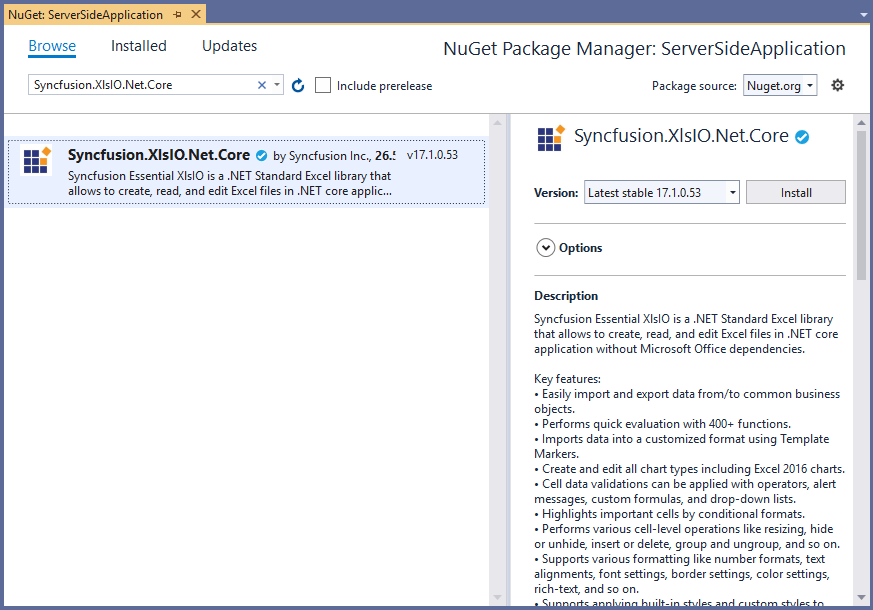 NuGet: ServerSideApplication
Browse Installed Updates
NuGet Package Manager: ServerSideApplication
Syncfusion.XlsIO.Net.Core
Include prerelease
Package source: Nuget.org
Syncfusion.XlsIO.Net.Core by Syncfusion Inc., 26.5 v17.1.0.53
Syncfusion Essential XlsIO is a .NET Standard Excel library that
allows to create, read, and edit Excel files in .NET core applic...
Syncfusion.XlsIO.Net.Core
Version: Latest stable 17.1.0.53 Install
Options
Description
Syncfusion Essential XlsIO is a .NET Standard Excel library
that allows to create, read, and edit Excel files in .NET core
application without Microsoft Office dependencies.
Key features:
• Easily import and export data from/to common business
objects.
• Performs quick evaluation with 400+ functions.
• Imports data into a customized format using Template
Markers.
• Create and edit all chart types including Excel 2016 charts.
• Cell data validations can be applied with operators, alert
messages, custom formulas, and drop-down lists.
• Highlights important cells by conditional formats.
• Performs various cell-level operations like resizing, hide
or unhide, insert or delete, group and ungroup, and so on.
• Supports various formatting like number formats, text
alignments, font settings, border settings, color settings,
rich-text, and so on.
• Supports applying built-in styles and custom styles to